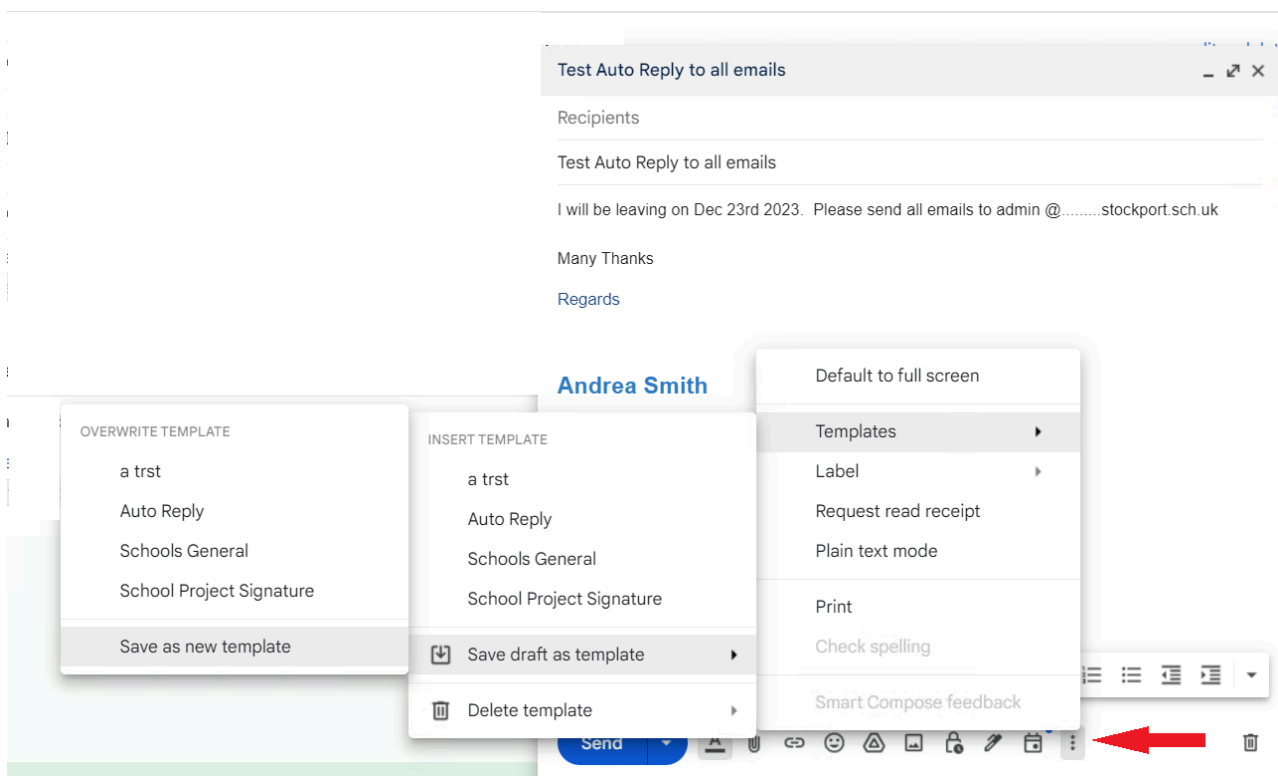 Test Auto Reply to all emails
Recipients
Test Auto Reply to all emails
I will be leaving on Dec 23rd 2023.  Please send all emails to admin @.........stockport.sch.uk
Many Thanks
Regards
Andrea Smith
Default to full screen
Templates
Label
Request read receipt
Plain text mode
Print
Check spelling
Smart Compose feedback
INSERT TEMPLATE
a trst
Auto Reply
Schools General
School Project Signature
Save draft as template
Delete template
OVERWRITE TEMPLATE
a trst
Auto Reply
Schools General
School Project Signature
Save as new template
Send